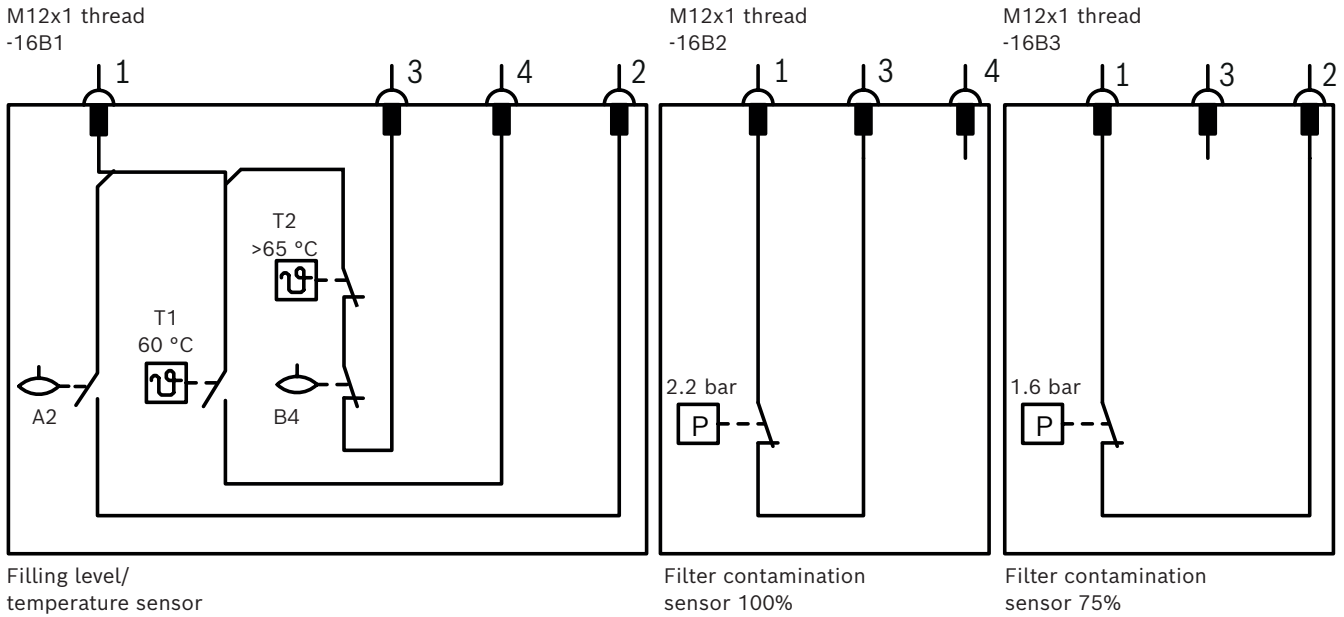 M12x1 thread
-16B1
1
3
4
2
T2
>65 °C
T1
60 °C
A2
B4
Filling level/
temperature sensor
M12x1 thread
-16B2
1
3
4
2.2 bar
P
Filter contamination
sensor 100%
M12x1 thread
-16B3
1
3
2
1.6 bar
P
Filter contamination
sensor 75%